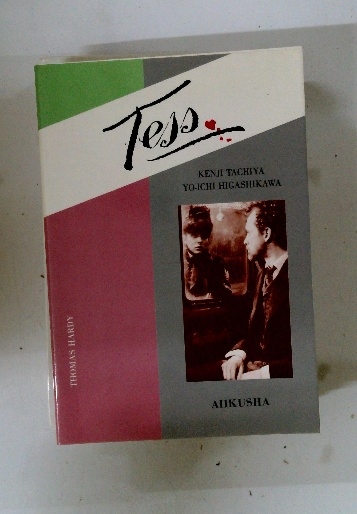 Tess
KENJI TACHIYA
YO-ICHI HIGASHIKAWA
THOMAS HARDY
AIIKUSHA